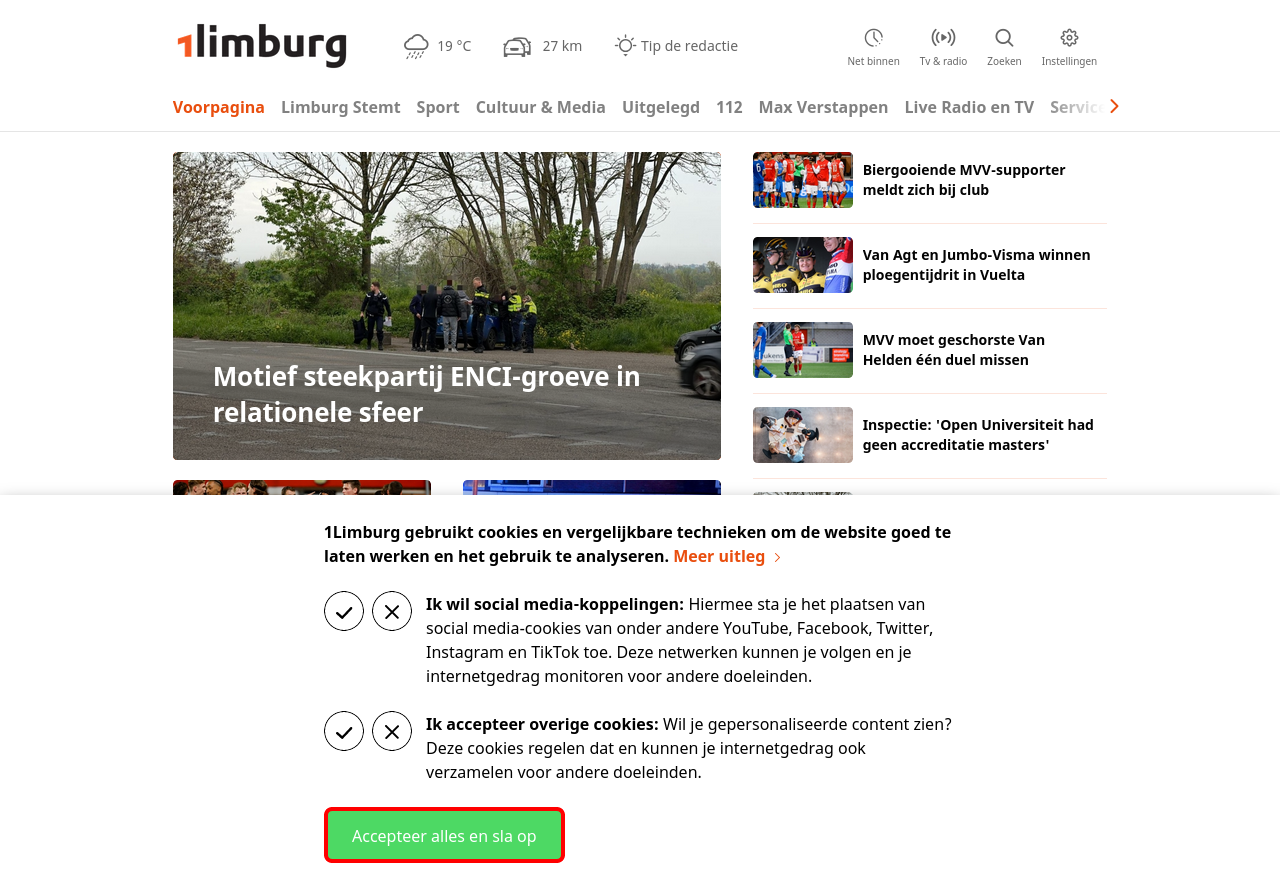 1limburg
19 °C
27 km
Tip de redactie
Net binnen
Tv & radio
Zoeken
Instellingen
Voorpagina Limburg Stemt Sport Cultuur & Media Uitgelegd 112 Max Verstappen Live Radio en TV Service
Motief steekpartij ENCI-groeve in
relationele sfeer
Biergooiende MVV-supporter
meldt zich bij club
Van Agt en Jumbo-Visma winnen
ploegentijdrit in Vuelta
MVV moet geschorste Van
Helden één duel missen
Inspectie: 'Open Universiteit had
geen accreditatie masters'
1Limburg gebruikt cookies en vergelijkbare technieken om de website goed te
laten werken en het gebruik te analyseren. Meer uitleg
Ik wil social media-koppelingen: Hiermee sta je het plaatsen van
social media-cookies van onder andere YouTube, Facebook, Twitter,
Instagram en TikTok toe. Deze netwerken kunnen je volgen en je
internetgedrag monitoren voor andere doeleinden.
Ik accepteer overige cookies: Wil je gepersonaliseerde content zien?
Deze cookies regelen dat en kunnen je internetgedrag ook
verzamelen voor andere doeleinden.
Accepteer alles en sla op